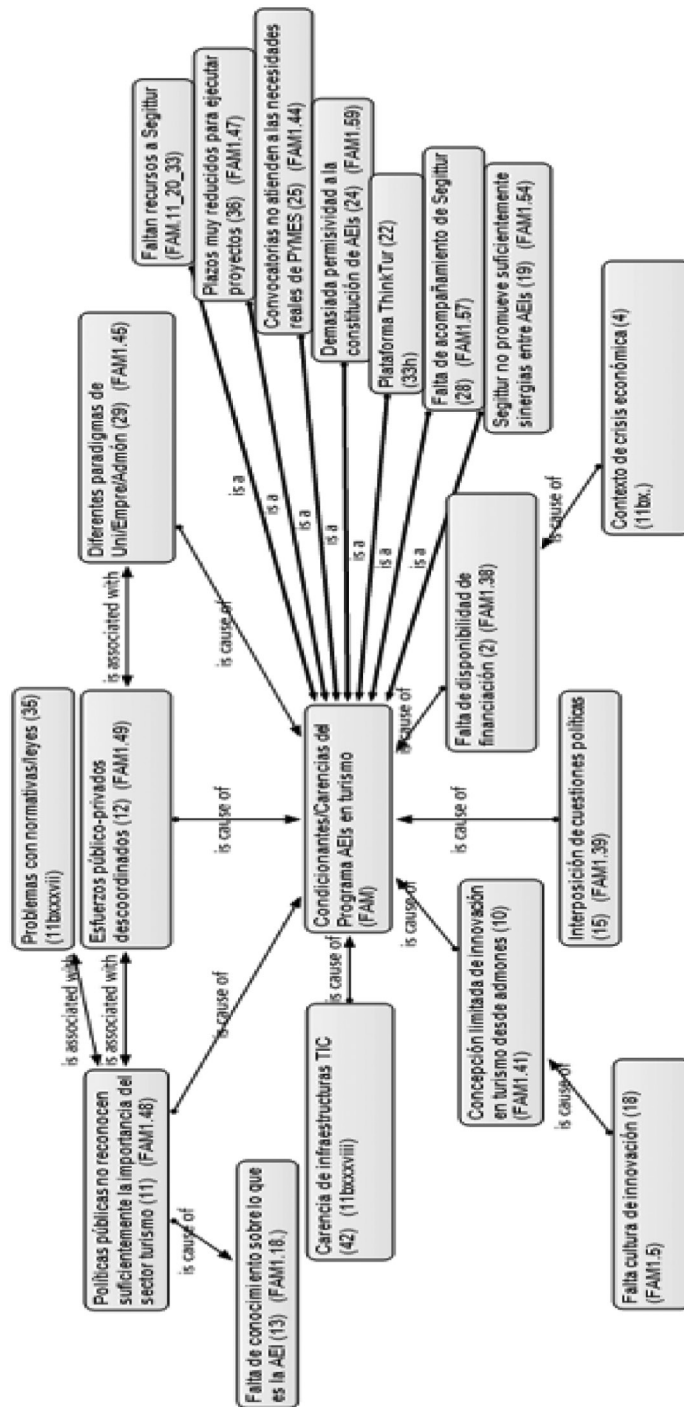 Faltan recursos a Segittur
(FAM.11_20_33)
Plazos muy reducidos para ejecutar
proyectos (36) (FAM1.47)
Convocatorias no atienden a las necesidades
reales de PYMES (25) (FAM1.44)
Demasiada permisividad a la
constitución de AEIs (24) (FAM1.59)
Plataforma ThinkTur (22)
(33h)
Falta de acompañamiento de Segittur
(28) (FAM1.57)
Segittur no promueve suficientemente
sinergias entre AEIs (19) (FAM1.54)
is a
is a
is a
is a
is a
is a
is a
Diferentes paradigmas de
Uni/Empre/Admón (29) (FAM1.45)
is associated with
is cause of
Problemas con normativas/leyes (35)
(11bxxxvii)
Esfuerzos público-privados
descoordinados (12) (FAM1.49)
is associated with
is associated with
is cause of
Políticas públicas no reconocen
suficientemente la importancia del
sector turismo (11) (FAM1.48)
is cause of
is cause of
Falta de conocimiento sobre lo que
es la AEI (13) (FAM1.18.)
Condicionantes/Carencias del
Programa AEIs en turismo
(FAM)
Carencia de infraestructuras TIC
(42) (11bxxxviii)
is cause of
Falta de disponibilidad de
financiación (2) (FAM1.38)
is cause of
Contexto de crisis económica (4)
(11bx.)
is cause of
Interposición de cuestiones políticas
(15) (FAM1.39)
is cause of
Concepción limitada de innovación
en turismo desde admones (10)
(FAM1.41)
is cause of
Falta cultura de innovación (18)
(FAM1.5)
is cause of